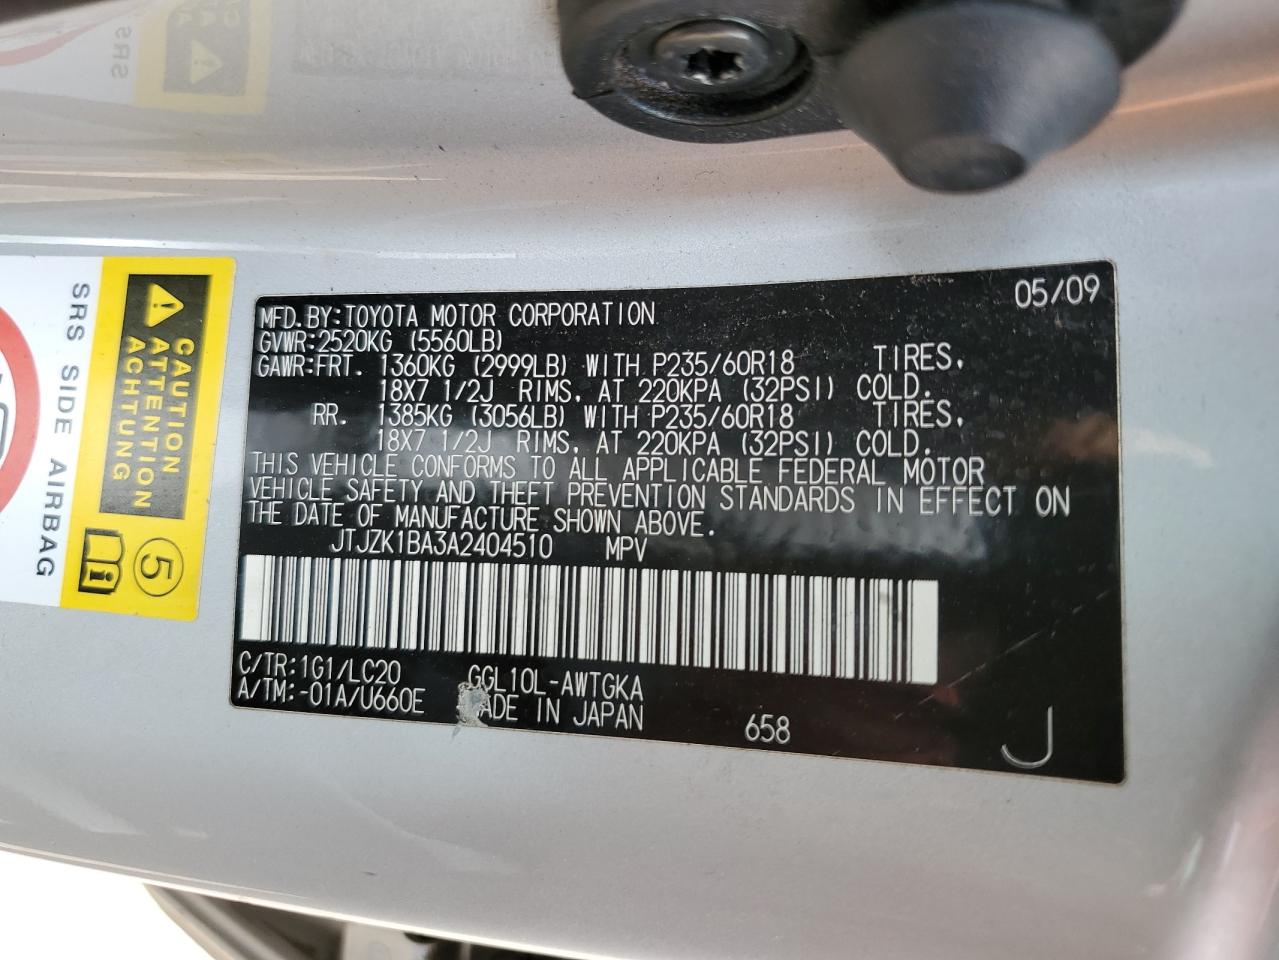 05/09
MFD.BY:TOYOTA MOTOR CORPORATION
GVWR:2520KG (5560LB)
GAWR:FRT. 1360KG (2999LB) WITH P235/60R18 TIRES,
18X7 1/2J RIMS, AT 220KPA (32PSI) COLD.
RR. 1385KG (3056LB) WITH P235/60R18 TIRES,
18X7 1/2J RIMS, AT 220KPA (32PSI) COLD.
THIS VEHICLE CONFORMS TO ALL APPLICABLE FEDERAL MOTOR
VEHICLE SAFETY AND THEFT PREVENTION STANDARDS IN EFFECT ON
THE DATE OF MANUFACTURE SHOWN ABOVE.
JTJZK1BA3A2404510 MPV
C/TR:1G1/LC20 GGL10L-AWTGKA
A/TM:-01A/U660E MADE IN JAPAN 658
J
CAUTION
ATTENTION
ACHTUNG
5
SRS SIDE AIRBAG
SRS